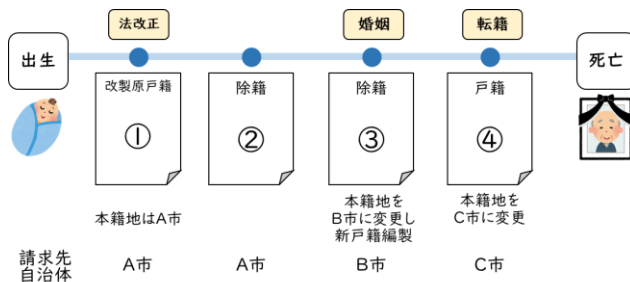 法改正
婚姻
転籍
出生
死亡
改製原戸籍
除籍
除籍
戸籍
①
②
③
④
本籍地はA市
本籍地を
B市に変更し
新戸籍編製
本籍地を
C市に変更
請求先
自治体
A市
A市
B市
C市